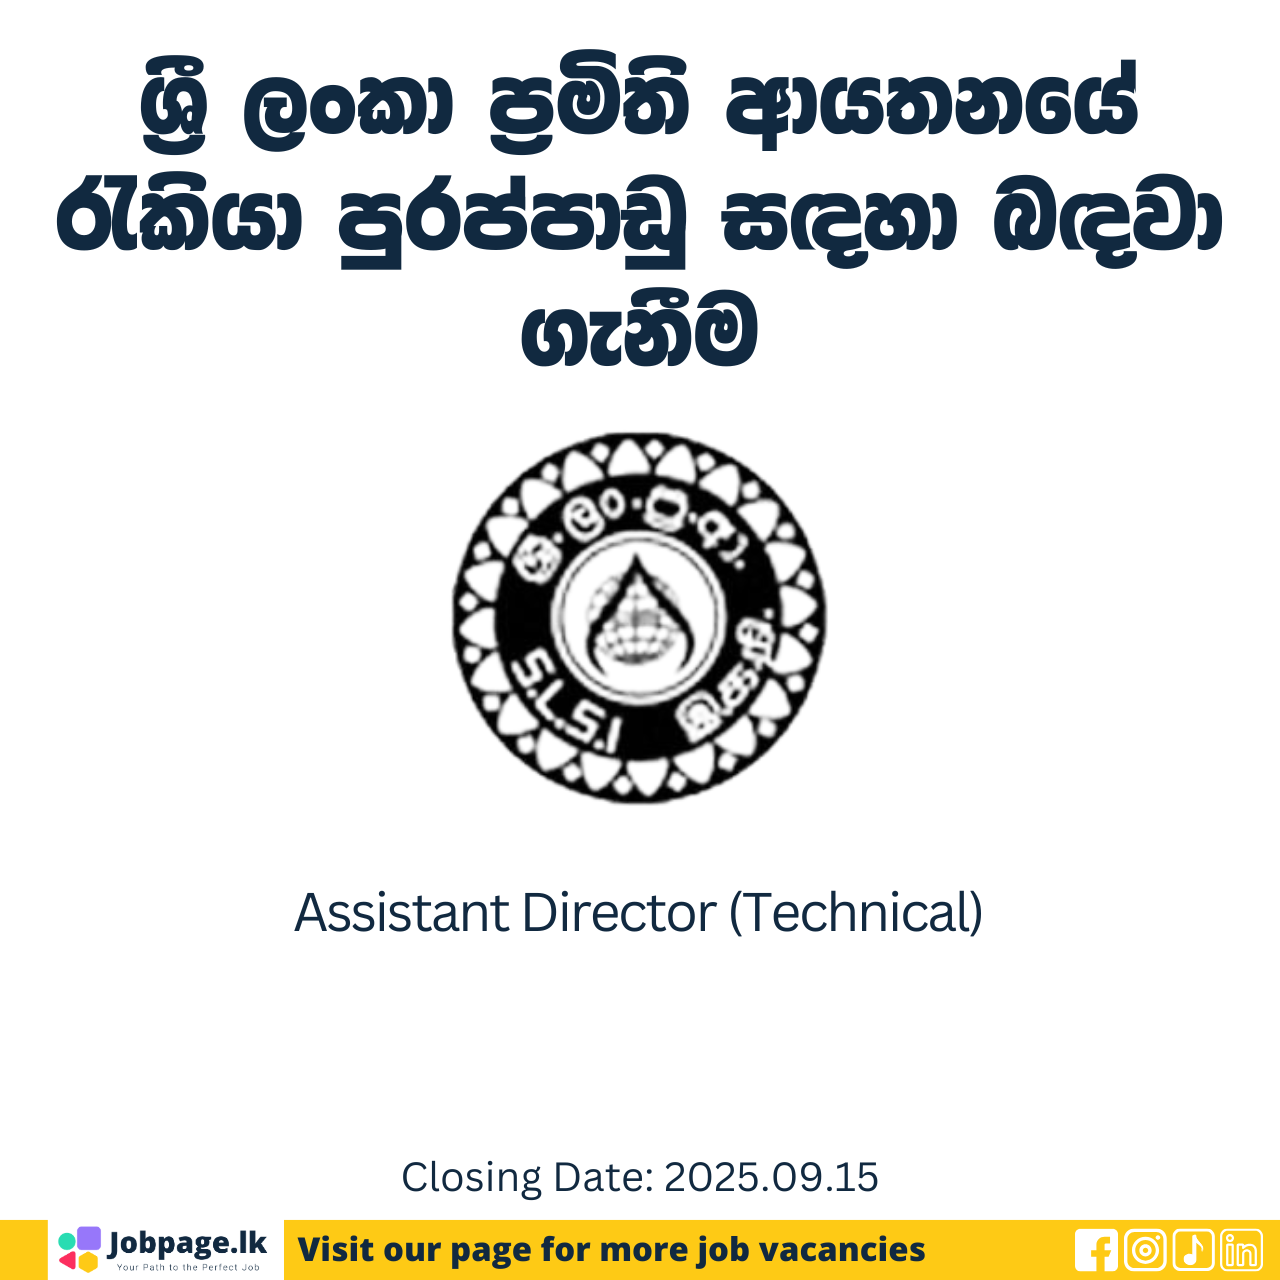 ශ්‍රී ලංකා ප්‍රමිති ආයතනයේ
රැකියා පුරප්පාඩු සඳහා බඳවා
ගැනීම
ශ්‍රී.ලං.ප්‍ර.ආ.
S.L.S.I
இ.க.தி.
Assistant Director (Technical)
Closing Date: 2025.09.15
Jobpage.lk
Your Path to the Perfect Job
Visit our page for more job vacancies
in